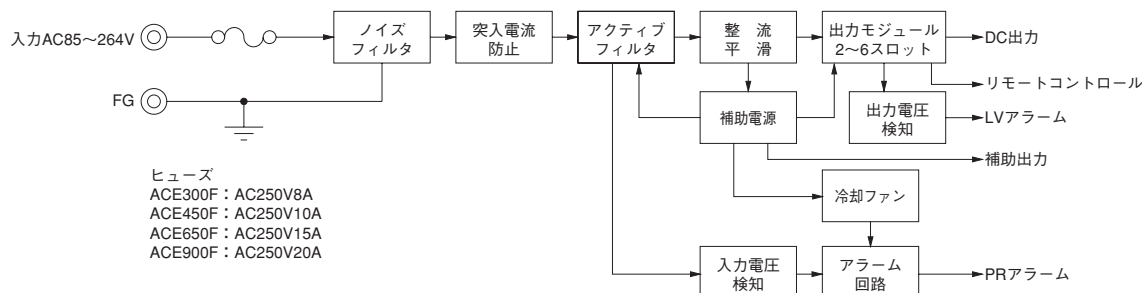 入力AC85～264V
FG
ノイズ
フィルタ
突入電流
防止
アクティブ
フィルタ
整 流
平 滑
出力モジュール
2～6スロット
DC出力
リモートコントロール
補助電源
出力電圧
検知
LVアラーム
補助出力
冷却ファン
入力電圧
検知
アラーム
回路
PRアラーム
ヒューズ
ACE300F：AC250V8A
ACE450F：AC250V10A
ACE650F：AC250V15A
ACE900F：AC250V20A